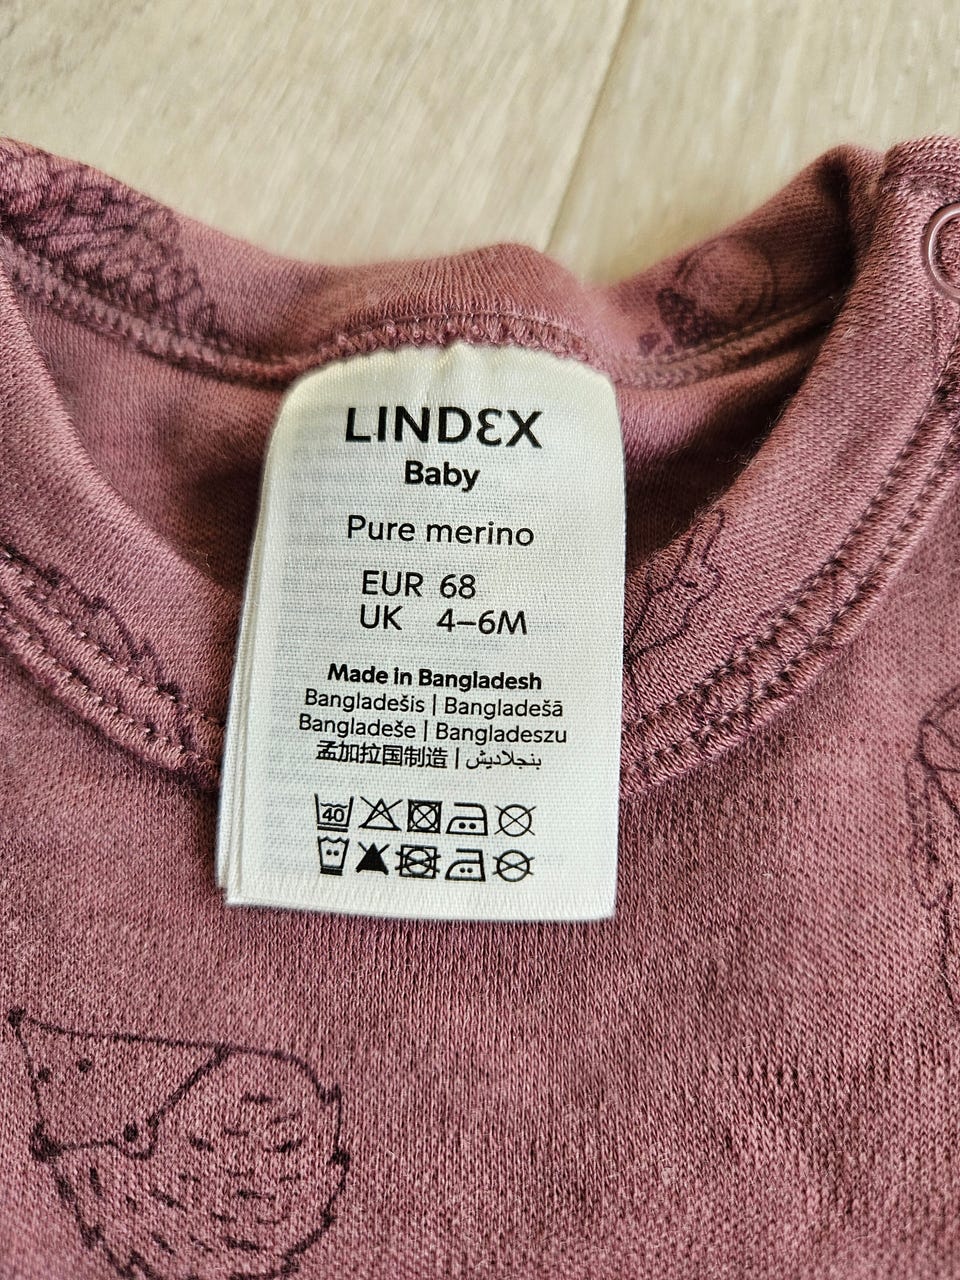 LINDEX
Baby
Pure merino
EUR 68
UK 4–6M
Made in Bangladesh
Bangladešis | Bangladešā
Bangladeše | Bangladeszu
孟加拉国制造 | بنجلاديش
40